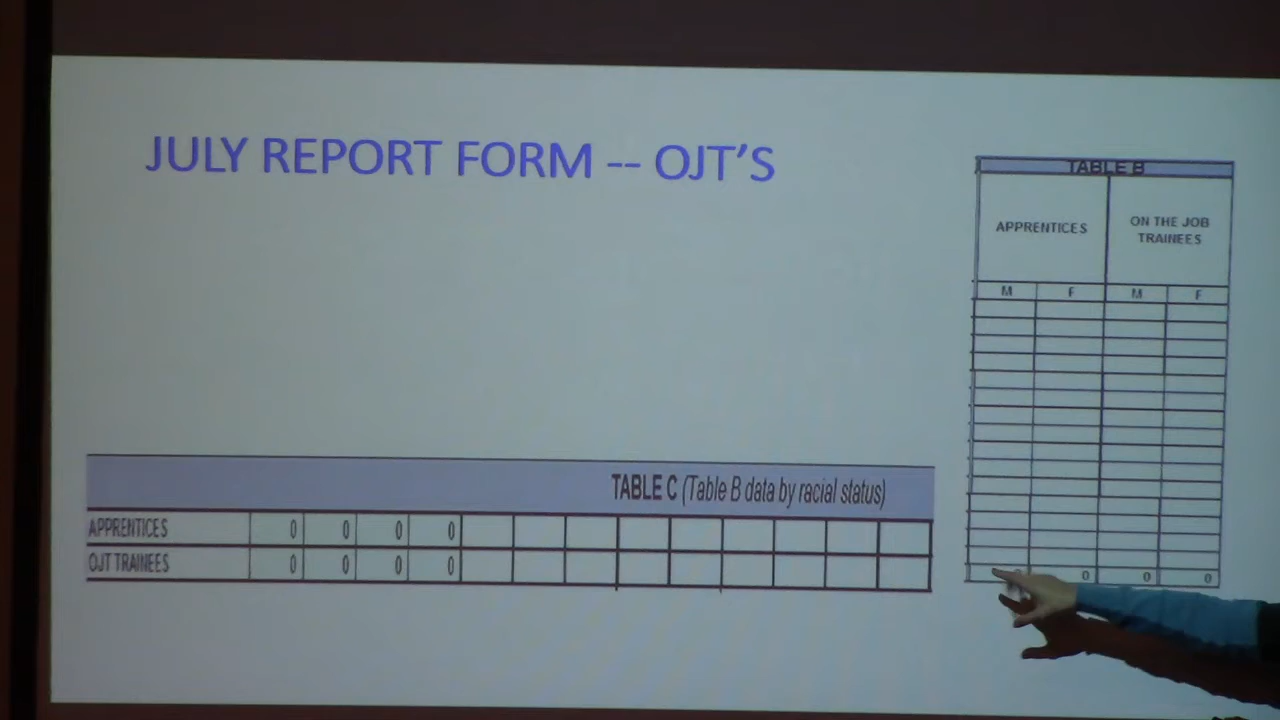 JULY REPORT FORM -- OJT'S
TABLE B
APPRENTICES
ON THE JOB
TRAINEES
M F M F
0 0 0
TABLE C (Table B data by racial status)
APPRENTICES 0 0 0 0
OJT TRAINEES 0 0 0 0